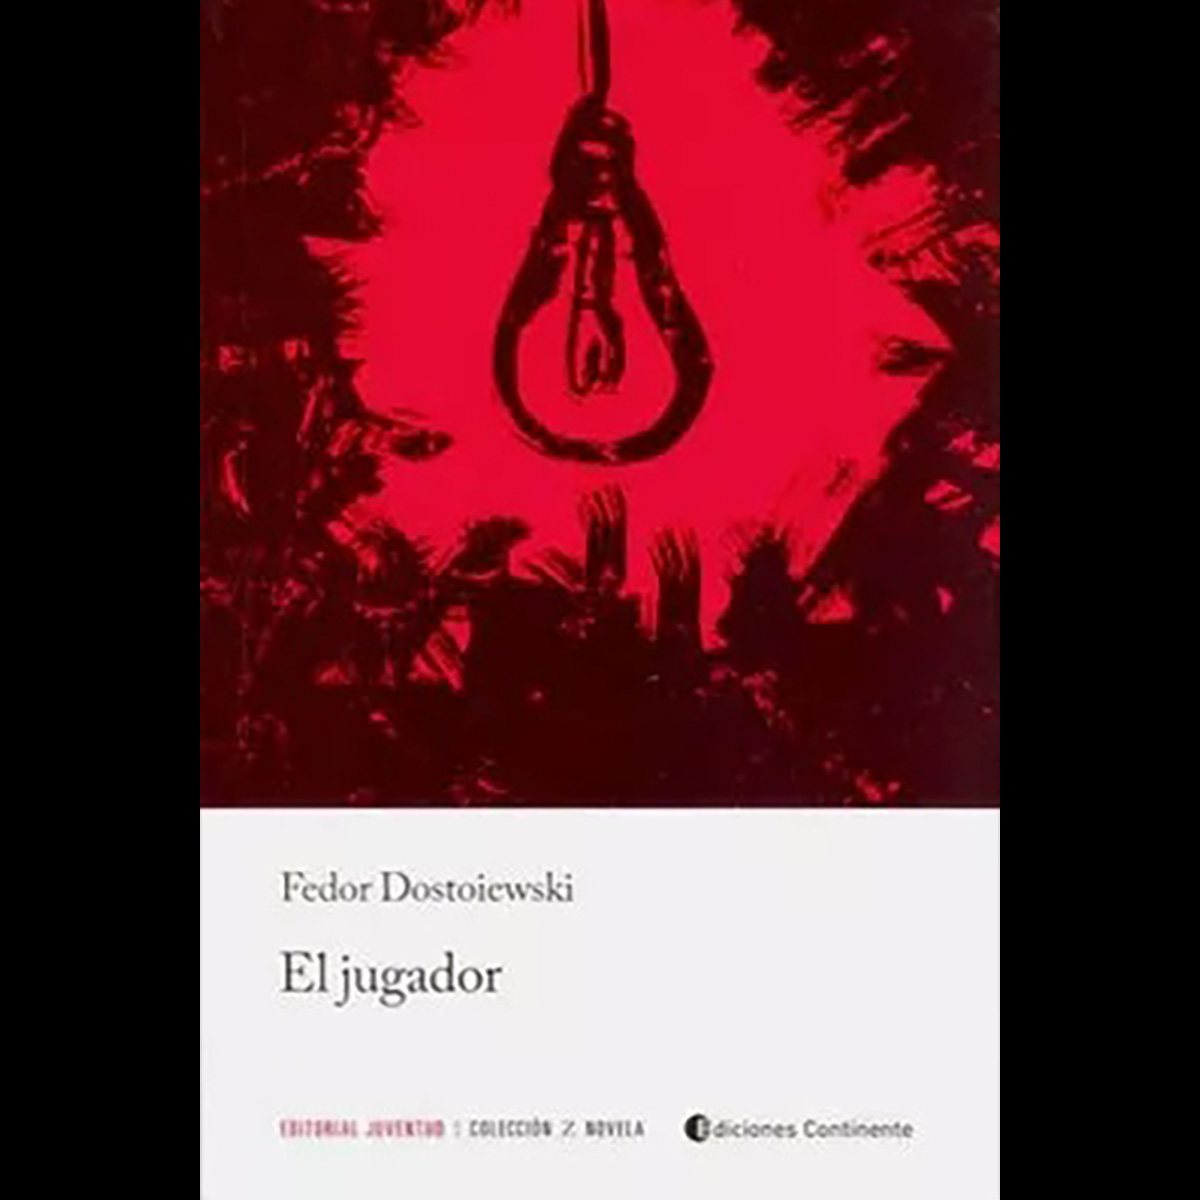 Fedor Dostoiewski
El jugador
EDITORIAL JUVENTUD | COLECCIÓN Z NOVELA Ediciones Continente